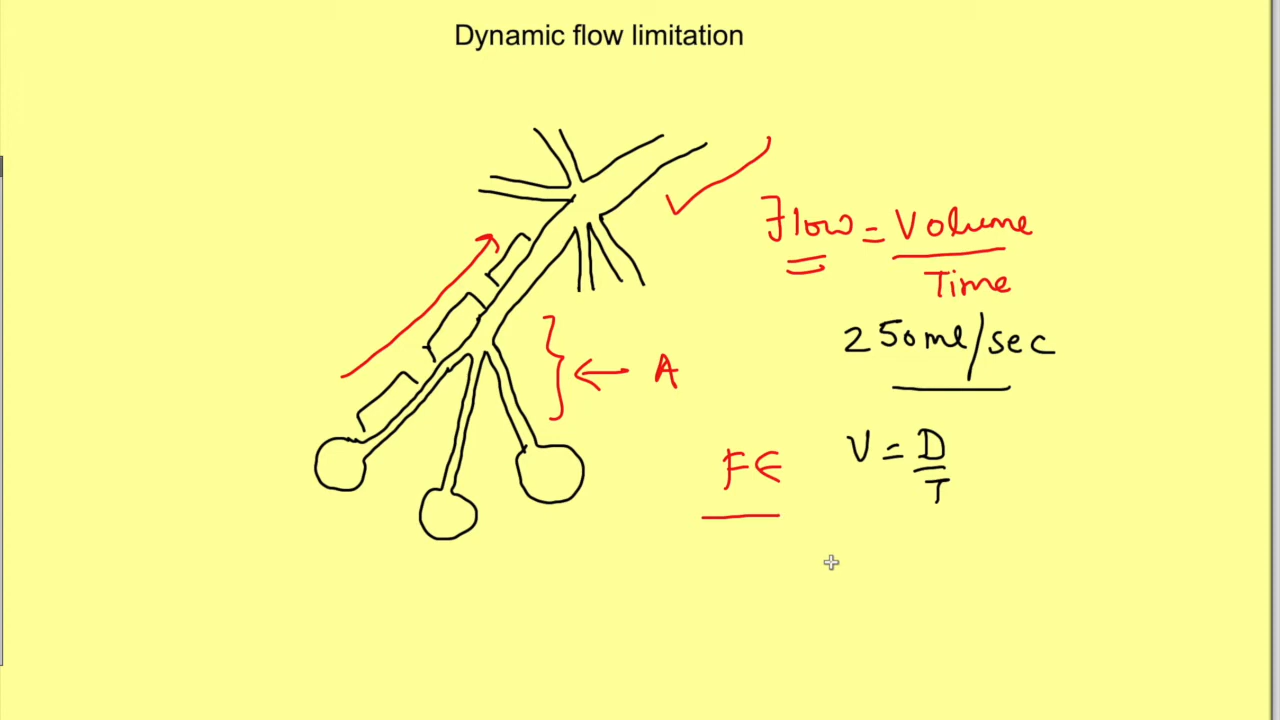 Dynamic flow limitation
Flow = Volume
Time
250ml/sec
A
V = D
T
FE